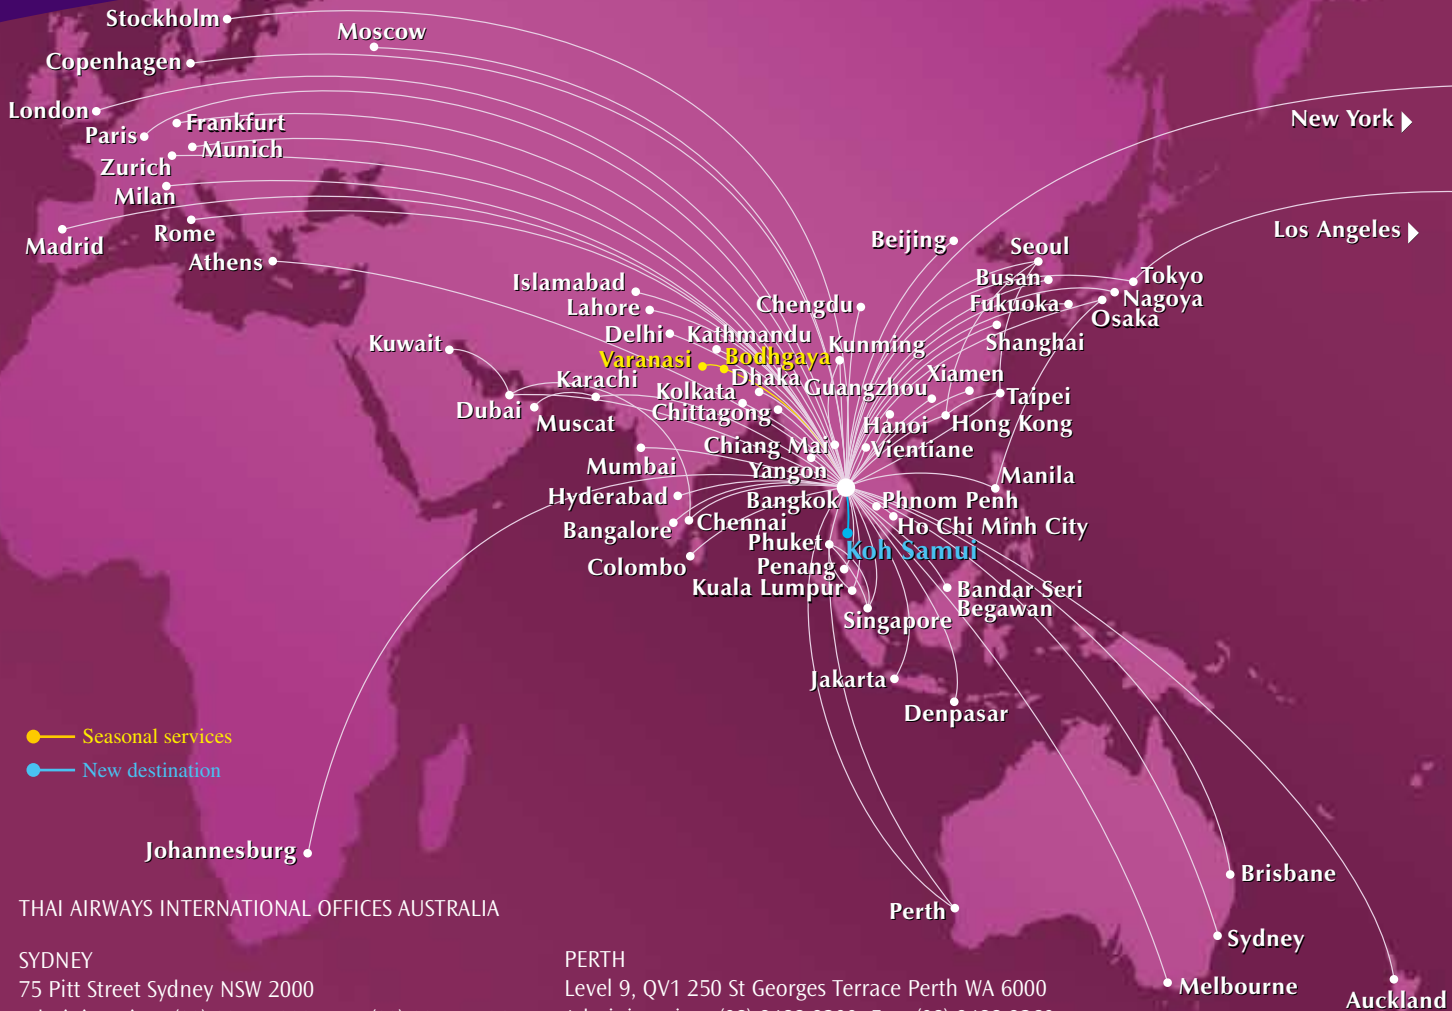 Stockholm
Moscow
Copenhagen
London
Paris
Frankfurt
Munich
Zurich
Milan
Rome
Madrid
Athens
New York
Los Angeles
Beijing
Seoul
Busan
Tokyo
Fukuoka
Nagoya
Osaka
Shanghai
Islamabad
Lahore
Delhi
Kathmandu
Chengdu
Kunming
Varanasi
Bodhgaya
Kuwait
Karachi
Dubai
Muscat
Kolkata
Dhaka
Chittagong
Guangzhou
Xiamen
Taipei
Hanoi
Hong Kong
Chiang Mai
Vientiane
Mumbai
Yangon
Manila
Hyderabad
Bangkok
Phnom Penh
Bangalore
Chennai
Ho Chi Minh City
Phuket
Koh Samui
Colombo
Penang
Kuala Lumpur
Bandar Seri
Begawan
Singapore
Jakarta
Denpasar
Seasonal services
New destination
Johannesburg
Brisbane
Perth
Sydney
Melbourne
Auckland
THAI AIRWAYS INTERNATIONAL OFFICES AUSTRALIA
SYDNEY
75 Pitt Street Sydney NSW 2000
PERTH
Level 9, QV1 250 St Georges Terrace Perth WA 6000